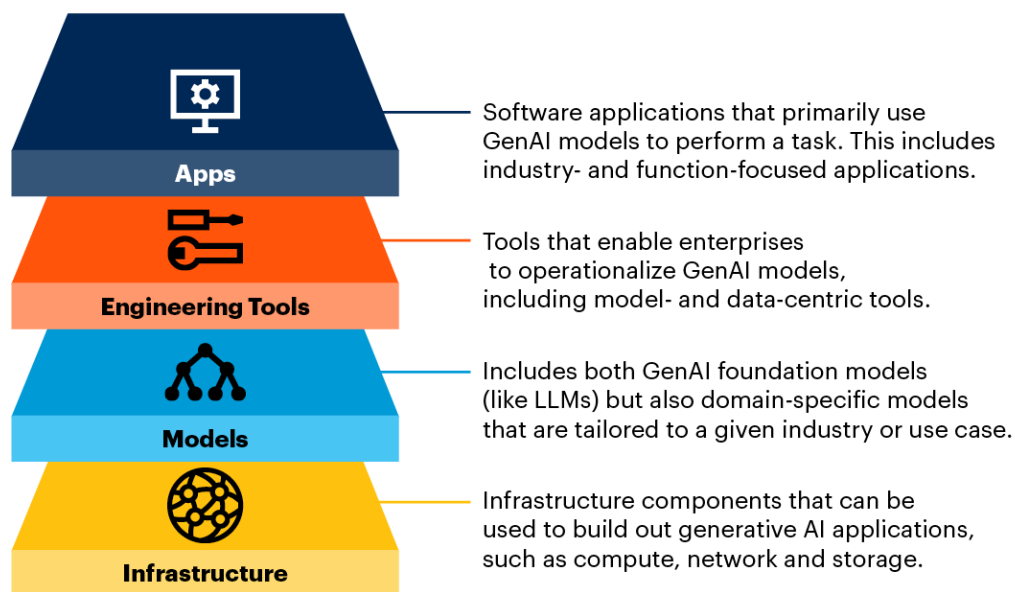 Apps
Software applications that primarily use
GenAI models to perform a task. This includes
industry- and function-focused applications.
Engineering Tools
Tools that enable enterprises
to operationalize GenAI models,
including model- and data-centric tools.
Models
Includes both GenAI foundation models
(like LLMs) but also domain-specific models
that are tailored to a given industry or use case.
Infrastructure
Infrastructure components that can be
used to build out generative AI applications,
such as compute, network and storage.